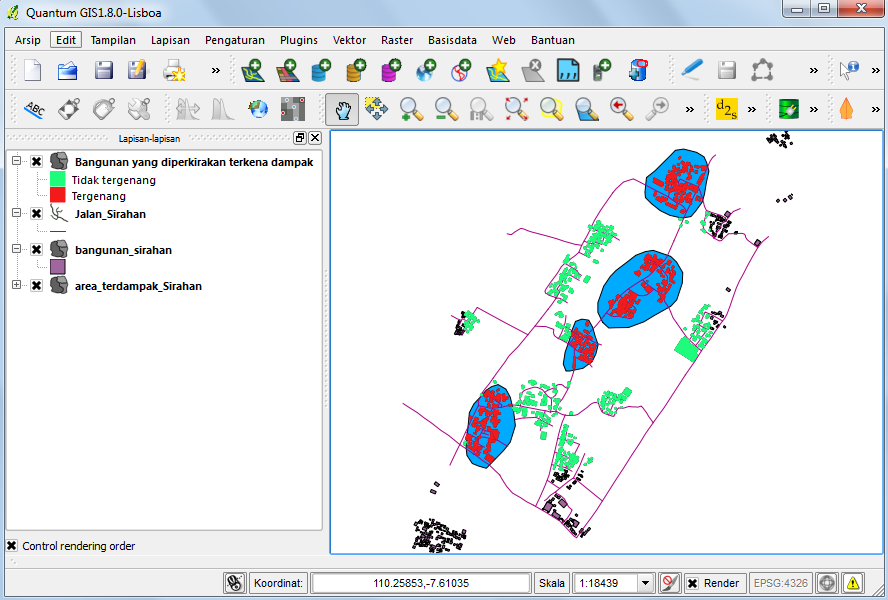 Quantum GIS1.8.0-Lisboa
Arsip Edit Tampilan Lapisan Pengaturan Plugins Vektor Raster Basisdata Web Bantuan
ABC
d2s
Lapisan-lapisan
Bangunan yang diperkirakan terkena dampak
Tidak tergenang
Tergenang
Jalan_Sirahan
bangunan_sirahan
area_terdampak_Sirahan
Control rendering order
Koordinat: 110.25853,-7.61035 Skala 1:18439 Render EPSG:4326